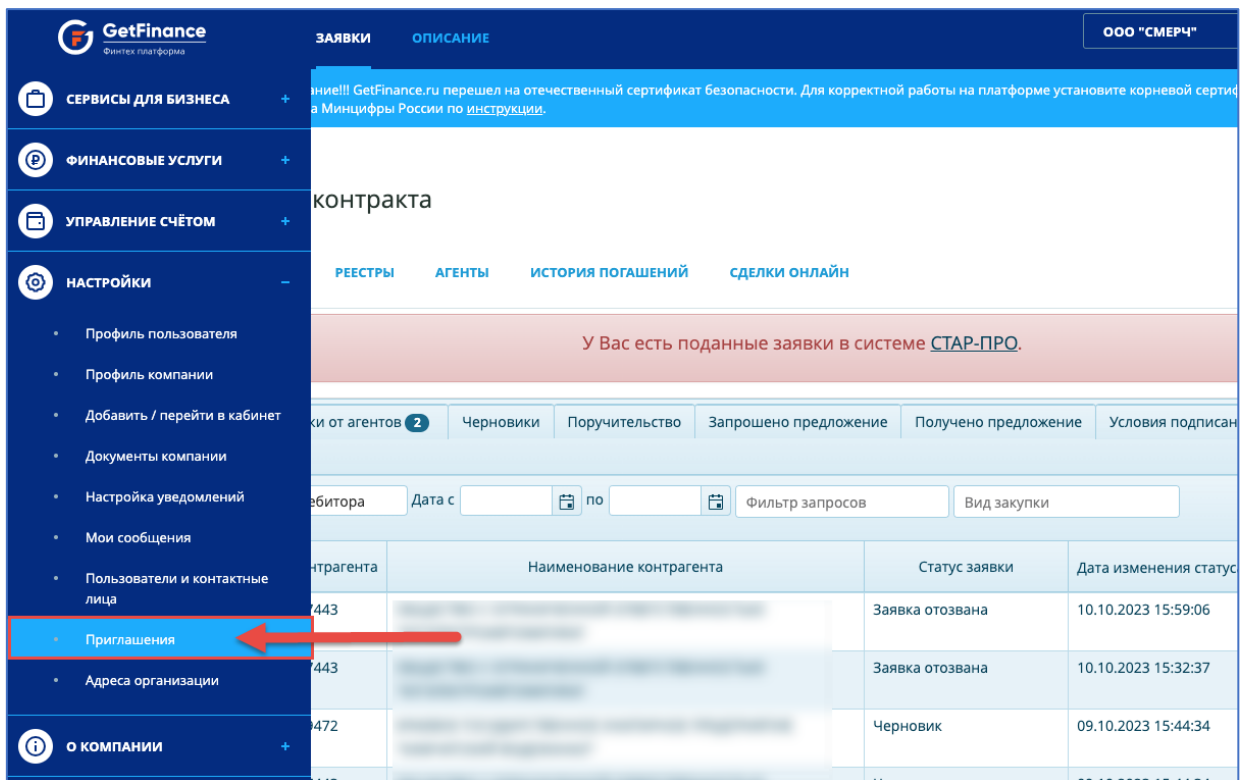 GetFinance
Финтех платформа
ЗАЯВКИ
ОПИСАНИЕ
ООО "СМЕРЧ"
СЕРВИСЫ ДЛЯ БИЗНЕСА +
ФИНАНСОВЫЕ УСЛУГИ +
УПРАВЛЕНИЕ СЧЁТОМ +
НАСТРОЙКИ –
Профиль пользователя
Профиль компании
Добавить / перейти в кабинет
Документы компании
Настройка уведомлений
Мои сообщения
Пользователи и контактные
лица
Приглашения
Адреса организации
О КОМПАНИИ +
ание!!! GetFinance.ru перешел на отечественный сертификат безопасности. Для корректной работы на платформе установите корневой сертиф
а Минцифры России по инструкции.
контракта
РЕЕСТРЫ АГЕНТЫ ИСТОРИЯ ПОГАШЕНИЙ СДЕЛКИ ОНЛАЙН
У Вас есть поданные заявки в системе СТАР-ПРО.
ки от агентов 2 Черновики Поручительство Запрошено предложение Получено предложение Условия подписан
ебитора Дата с по Фильтр запросов Вид закупки
нтрагента Наименование контрагента Статус заявки Дата изменения статус
7443 Заявка отозвана 10.10.2023 15:59:06
7443 Заявка отозвана 10.10.2023 15:32:37
9472 Черновик 09.10.2023 15:44:34